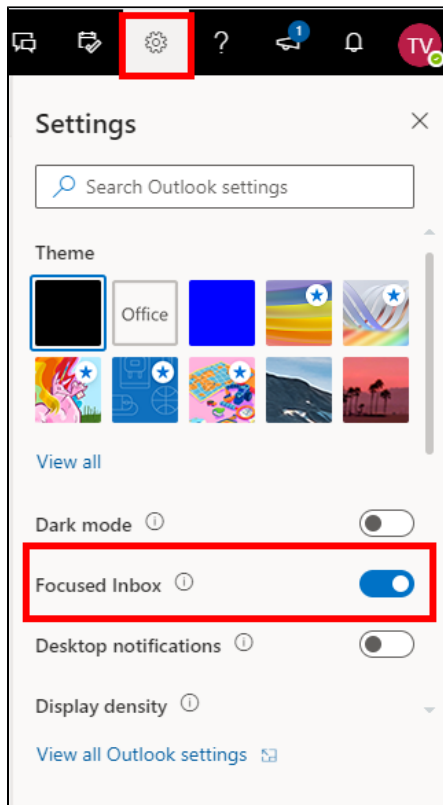 ?
1
TV
Settings
Search Outlook settings
Theme
Office
View all
Dark mode
Focused Inbox
Desktop notifications
Display density
View all Outlook settings